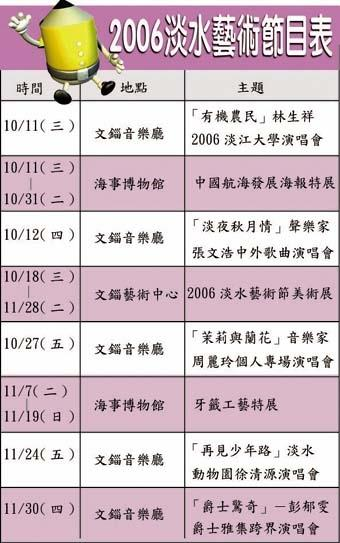 2006淡水藝術節目表
時間 地點 主題
10/11(三) 文錙音樂廳 「有機農民」林生祥
2006淡江大學演唱會
10/11(三)
|
10/31(二) 海事博物館 中國航海發展海報特展
10/12(四) 文錙音樂廳 「淡夜秋月情」聲樂家
張文浩中外歌曲演唱會
10/18(三)
|
11/28(二) 文錙藝術中心 2006淡水藝術節美術展
10/27(五) 文錙音樂廳 「茉莉與蘭花」音樂家
周麗玲個人專場演唱會
11/7(二)
|
11/19(日) 海事博物館 牙籤工藝特展
11/24(五) 文錙音樂廳 「再見少年路」淡水
動物園徐清源演唱會
11/30(四) 文錙音樂廳 「爵士驚奇」－彭郁雯
爵士雅集跨界演唱會